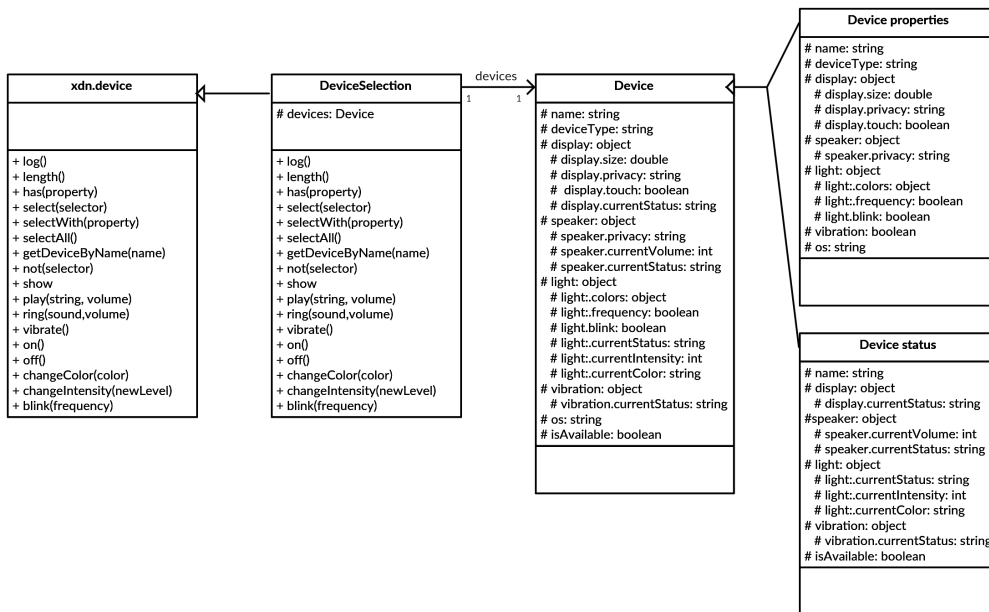 xdn.device
+ log()
+ length()
+ has(property)
+ select(selector)
+ selectWith(property)
+ selectAll()
+ getDeviceByName(name)
+ not(selector)
+ show
+ play(string, volume)
+ ring(sound,volume)
+ vibrate()
+ on()
+ off()
+ changeColor(color)
+ changeIntensity(newLevel)
+ blink(frequency)
DeviceSelection
# devices: Device
+ log()
+ length()
+ has(property)
+ select(selector)
+ selectWith(property)
+ selectAll()
+ getDeviceByName(name)
+ not(selector)
+ show
+ play(string, volume)
+ ring(sound,volume)
+ vibrate()
+ on()
+ off()
+ changeColor(color)
+ changeIntensity(newLevel)
+ blink(frequency)
devices
1 1
Device
# name: string
# deviceType: string
# display: object
# display.size: double
# display.privacy: string
# display.touch: boolean
# display.currentStatus: string
# speaker: object
# speaker.privacy: string
# speaker.currentVolume: int
# speaker.currentStatus: string
# light: object
# light:.colors: object
# light:.frequency: boolean
# light.blink: boolean
# light:.currentStatus: string
# light:.currentIntensity: int
# light:.currentColor: string
# vibration: object
# vibration.currentStatus: string
# os: string
# isAvailable: boolean
Device properties
# name: string
# deviceType: string
# display: object
# display.size: double
# display.privacy: string
# display.touch: boolean
# speaker: object
# speaker.privacy: string
# light: object
# light:.colors: object
# light:.frequency: boolean
# light.blink: boolean
# vibration: boolean
# os: string
Device status
# name: string
# display: object
# display.currentStatus: string
#speaker: object
# speaker.currentVolume: int
# speaker.currentStatus: string
# light: object
# light:.currentStatus: string
# light:.currentIntensity: int
# light:.currentColor: string
# vibration: object
# vibration.currentStatus: string
# isAvailable: boolean